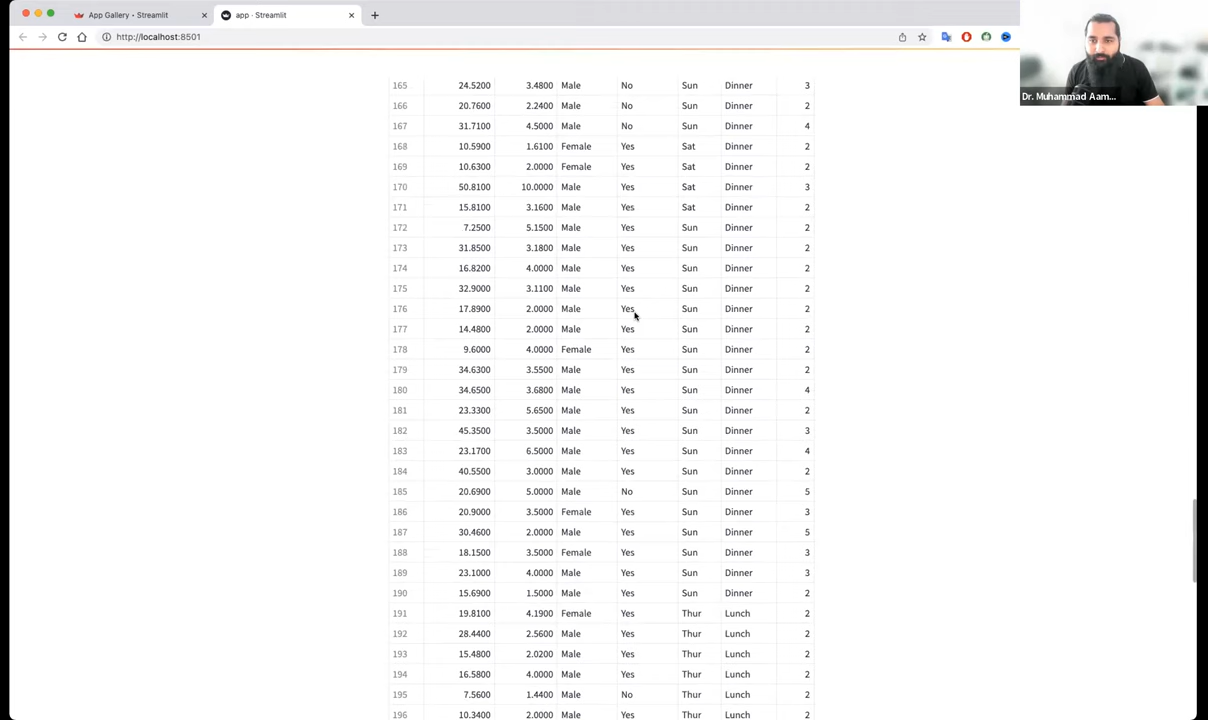 App Gallery • Streamlit
app · Streamlit
http://localhost:8501
Dr. Muhammad Aam...
165 24.5200 3.4800 Male No Sun Dinner 3
166 20.7600 2.2400 Male No Sun Dinner 2
167 31.7100 4.5000 Male No Sun Dinner 4
168 10.5900 1.6100 Female Yes Sat Dinner 2
169 10.6300 2.0000 Female Yes Sat Dinner 2
170 50.8100 10.0000 Male Yes Sat Dinner 3
171 15.8100 3.1600 Male Yes Sat Dinner 2
172 7.2500 5.1500 Male Yes Sun Dinner 2
173 31.8500 3.1800 Male Yes Sun Dinner 2
174 16.8200 4.0000 Male Yes Sun Dinner 2
175 32.9000 3.1100 Male Yes Sun Dinner 2
176 17.8900 2.0000 Male Yes Sun Dinner 2
177 14.4800 2.0000 Male Yes Sun Dinner 2
178 9.6000 4.0000 Female Yes Sun Dinner 2
179 34.6300 3.5500 Male Yes Sun Dinner 2
180 34.6500 3.6800 Male Yes Sun Dinner 4
181 23.3300 5.6500 Male Yes Sun Dinner 2
182 45.3500 3.5000 Male Yes Sun Dinner 3
183 23.1700 6.5000 Male Yes Sun Dinner 4
184 40.5500 3.0000 Male Yes Sun Dinner 2
185 20.6900 5.0000 Male No Sun Dinner 5
186 20.9000 3.5000 Female Yes Sun Dinner 3
187 30.4600 2.0000 Male Yes Sun Dinner 5
188 18.1500 3.5000 Female Yes Sun Dinner 3
189 23.1000 4.0000 Male Yes Sun Dinner 3
190 15.6900 1.5000 Male Yes Sun Dinner 2
191 19.8100 4.1900 Female Yes Thur Lunch 2
192 28.4400 2.5600 Male Yes Thur Lunch 2
193 15.4800 2.0200 Male Yes Thur Lunch 2
194 16.5800 4.0000 Male Yes Thur Lunch 2
195 7.5600 1.4400 Male No Thur Lunch 2
196 10.3400 2.0000 Male Yes Thur Lunch 2